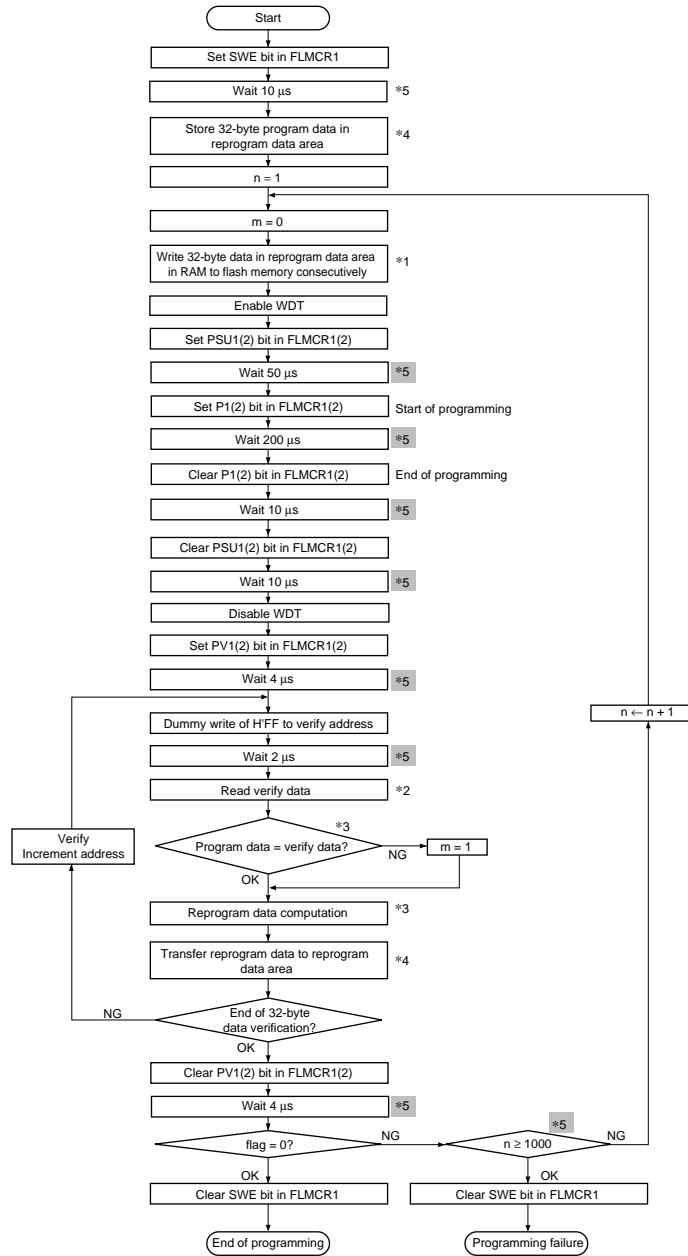 Start
Set SWE bit in FLMCR1
Wait 10 μs
*5
Store 32-byte program data in
reprogram data area
*4
n = 1
m = 0
Write 32-byte data in reprogram data area
in RAM to flash memory consecutively
*1
Enable WDT
Set PSU1(2) bit in FLMCR1(2)
Wait 50 μs
*5
Set P1(2) bit in FLMCR1(2)
Start of programming
Wait 200 μs
*5
Clear P1(2) bit in FLMCR1(2)
End of programming
Wait 10 μs
*5
Clear PSU1(2) bit in FLMCR1(2)
Wait 10 μs
*5
Disable WDT
Set PV1(2) bit in FLMCR1(2)
Wait 4 μs
*5
n ← n + 1
Dummy write of H'FF to verify address
Wait 2 μs
*5
Read verify data
*2
Verify
Increment address
*3
Program data = verify data?
NG
m = 1
OK
Reprogram data computation
*3
Transfer reprogram data to reprogram
data area
*4
NG
End of 32-byte
data verification?
OK
Clear PV1(2) bit in FLMCR1(2)
Wait 4 μs
*5
*5
flag = 0?
NG
n ≥ 1000
NG
OK
OK
Clear SWE bit in FLMCR1
Clear SWE bit in FLMCR1
End of programming
Programming failure